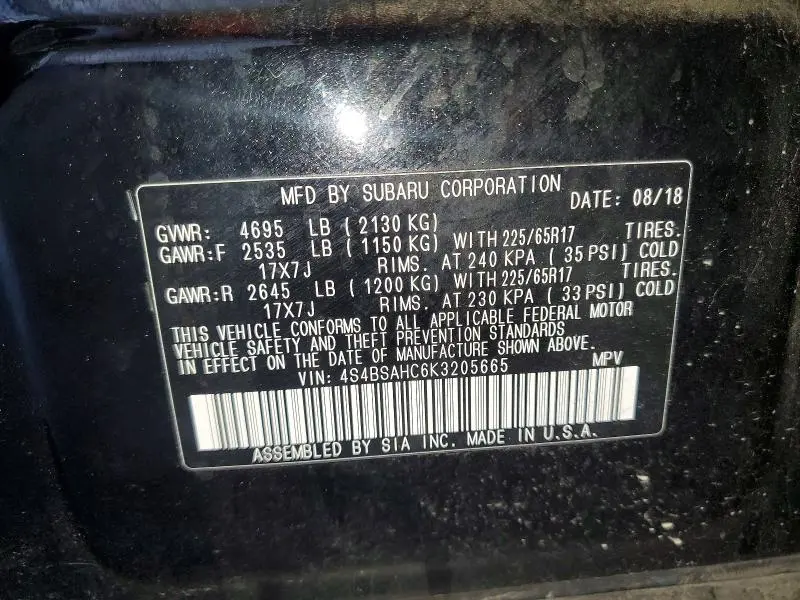 MFD BY SUBARU CORPORATION DATE: 08/18
GVWR: 4695 LB (2130 KG)
GAWR:F 2535 LB (1150 KG) WITH 225/65R17 TIRES.
17X7J RIMS. AT 240 KPA (35 PSI) COLD
GAWR:R 2645 LB (1200 KG) WITH 225/65R17 TIRES.
17X7J RIMS. AT 230 KPA (33 PSI) COLD
THIS VEHICLE CONFORMS TO ALL APPLICABLE FEDERAL MOTOR
VEHICLE SAFETY AND THEFT PREVENTION STANDARDS
IN EFFECT ON THE DATE OF MANUFACTURE SHOWN ABOVE.
VIN: 4S4BSAHC6K3205665 MPV
ASSEMBLED BY SIA INC. MADE IN U.S.A.